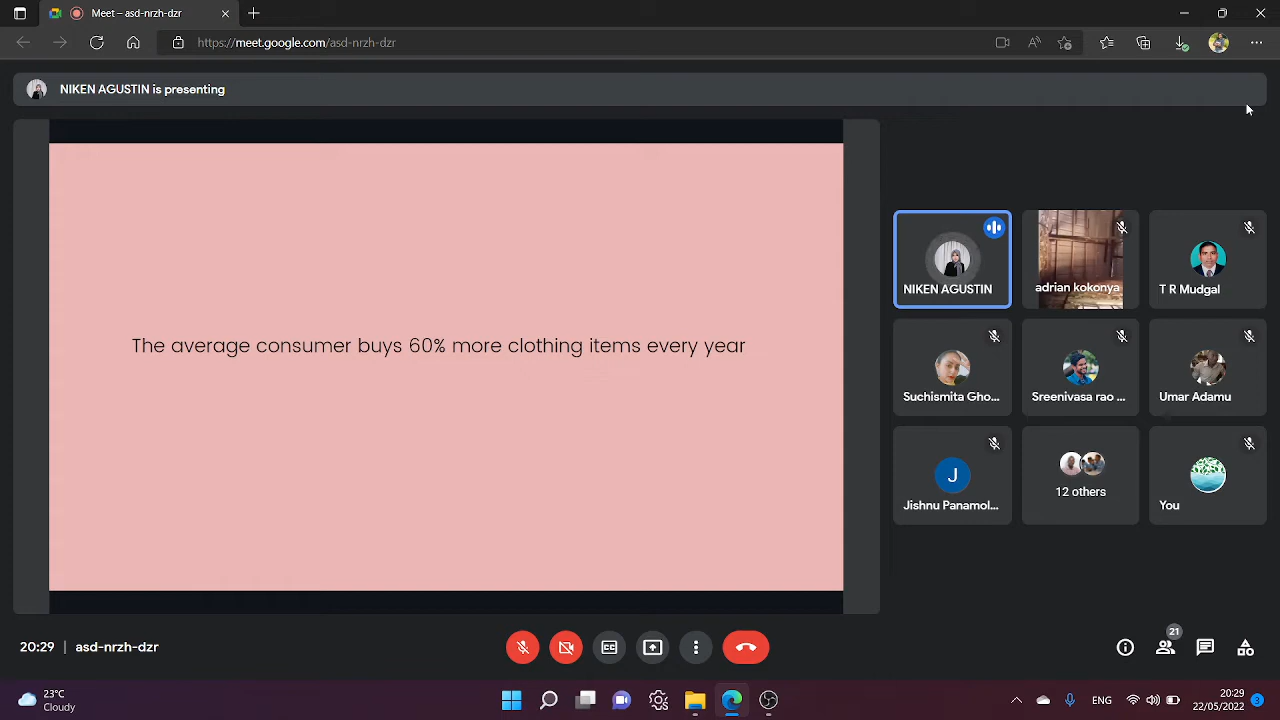 Meet – asd-nrzh-dzr
https://meet.google.com/asd-nrzh-dzr
NIKEN AGUSTIN is presenting
The average consumer buys 60% more clothing items every year
NIKEN AGUSTIN
adrian kokonya
T R Mudgal
Suchismita Gho...
Sreenivasa rao ...
Umar Adamu
J
Jishnu Panamol...
12 others
You
20:29 | asd-nrzh-dzr
CC
21
23°C
Cloudy
ENG
20:29
22/05/2022
3